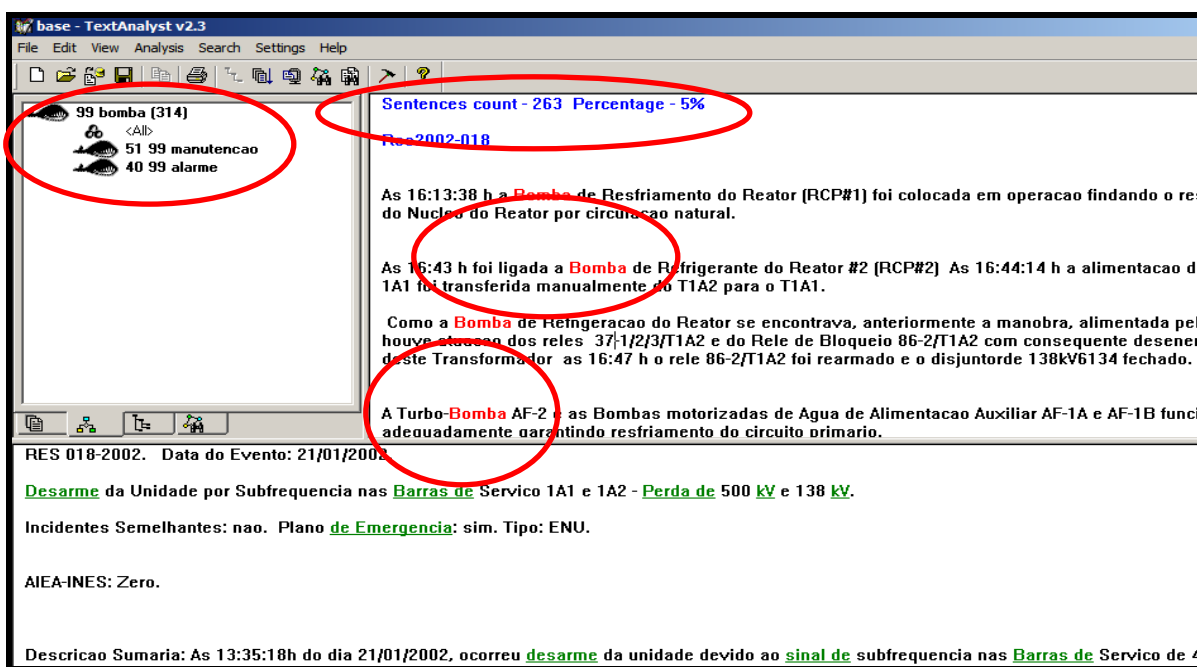 base - TextAnalyst v2.3
File Edit View Analysis Search Settings Help
99 bomba (314)
<All>
51 99 manutencao
40 99 alarme
Sentences count - 263 Percentage - 5%
2002-018
As 16:13:38 h a Bomba de Resfriamento do Reator (RCP#1) foi colocada em operacao findando o
do Nucleo do Reator por circulacao natural.
As 16:43 h foi ligada a Bomba de Refrigerante do Reator #2 (RCP#2) As 16:44:14 h a alimentacao
1A1 foi transferida manualmente do T1A2 para o T1A1.
Como a Bomba de Refrigeracao do Reator se encontrava, anteriormente a manobra, alimentada
houve atuacao dos reles 37-1/2/3/T1A2 e do Rele de Bloqueio 86-2/T1A2 com consequente
deste Transformador as 16:47 h o rele 86-2/T1A2 foi rearmado e o disjuntorde 138kV6134 fechado.
A Turbo-Bomba AF-2 e as Bombas motorizadas de Agua de Alimentacao Auxiliar AF-1A e AF-1B
adequadamente garantindo resfriamento do circuito primario.
RES 018-2002. Data do Evento: 21/01/2002.
Desarme da Unidade por Subfrequencia nas Barras de Servico 1A1 e 1A2 - Perda de 500 kV e 138 kV.
Incidentes Semelhantes: nao. Plano de Emergencia: sim. Tipo: ENU.
AIEA-INES: Zero.
Descricao Sumaria: As 13:35:18h do dia 21/01/2002, ocorreu desarme da unidade devido ao sinal de subfrequencia nas Barras de Servico de